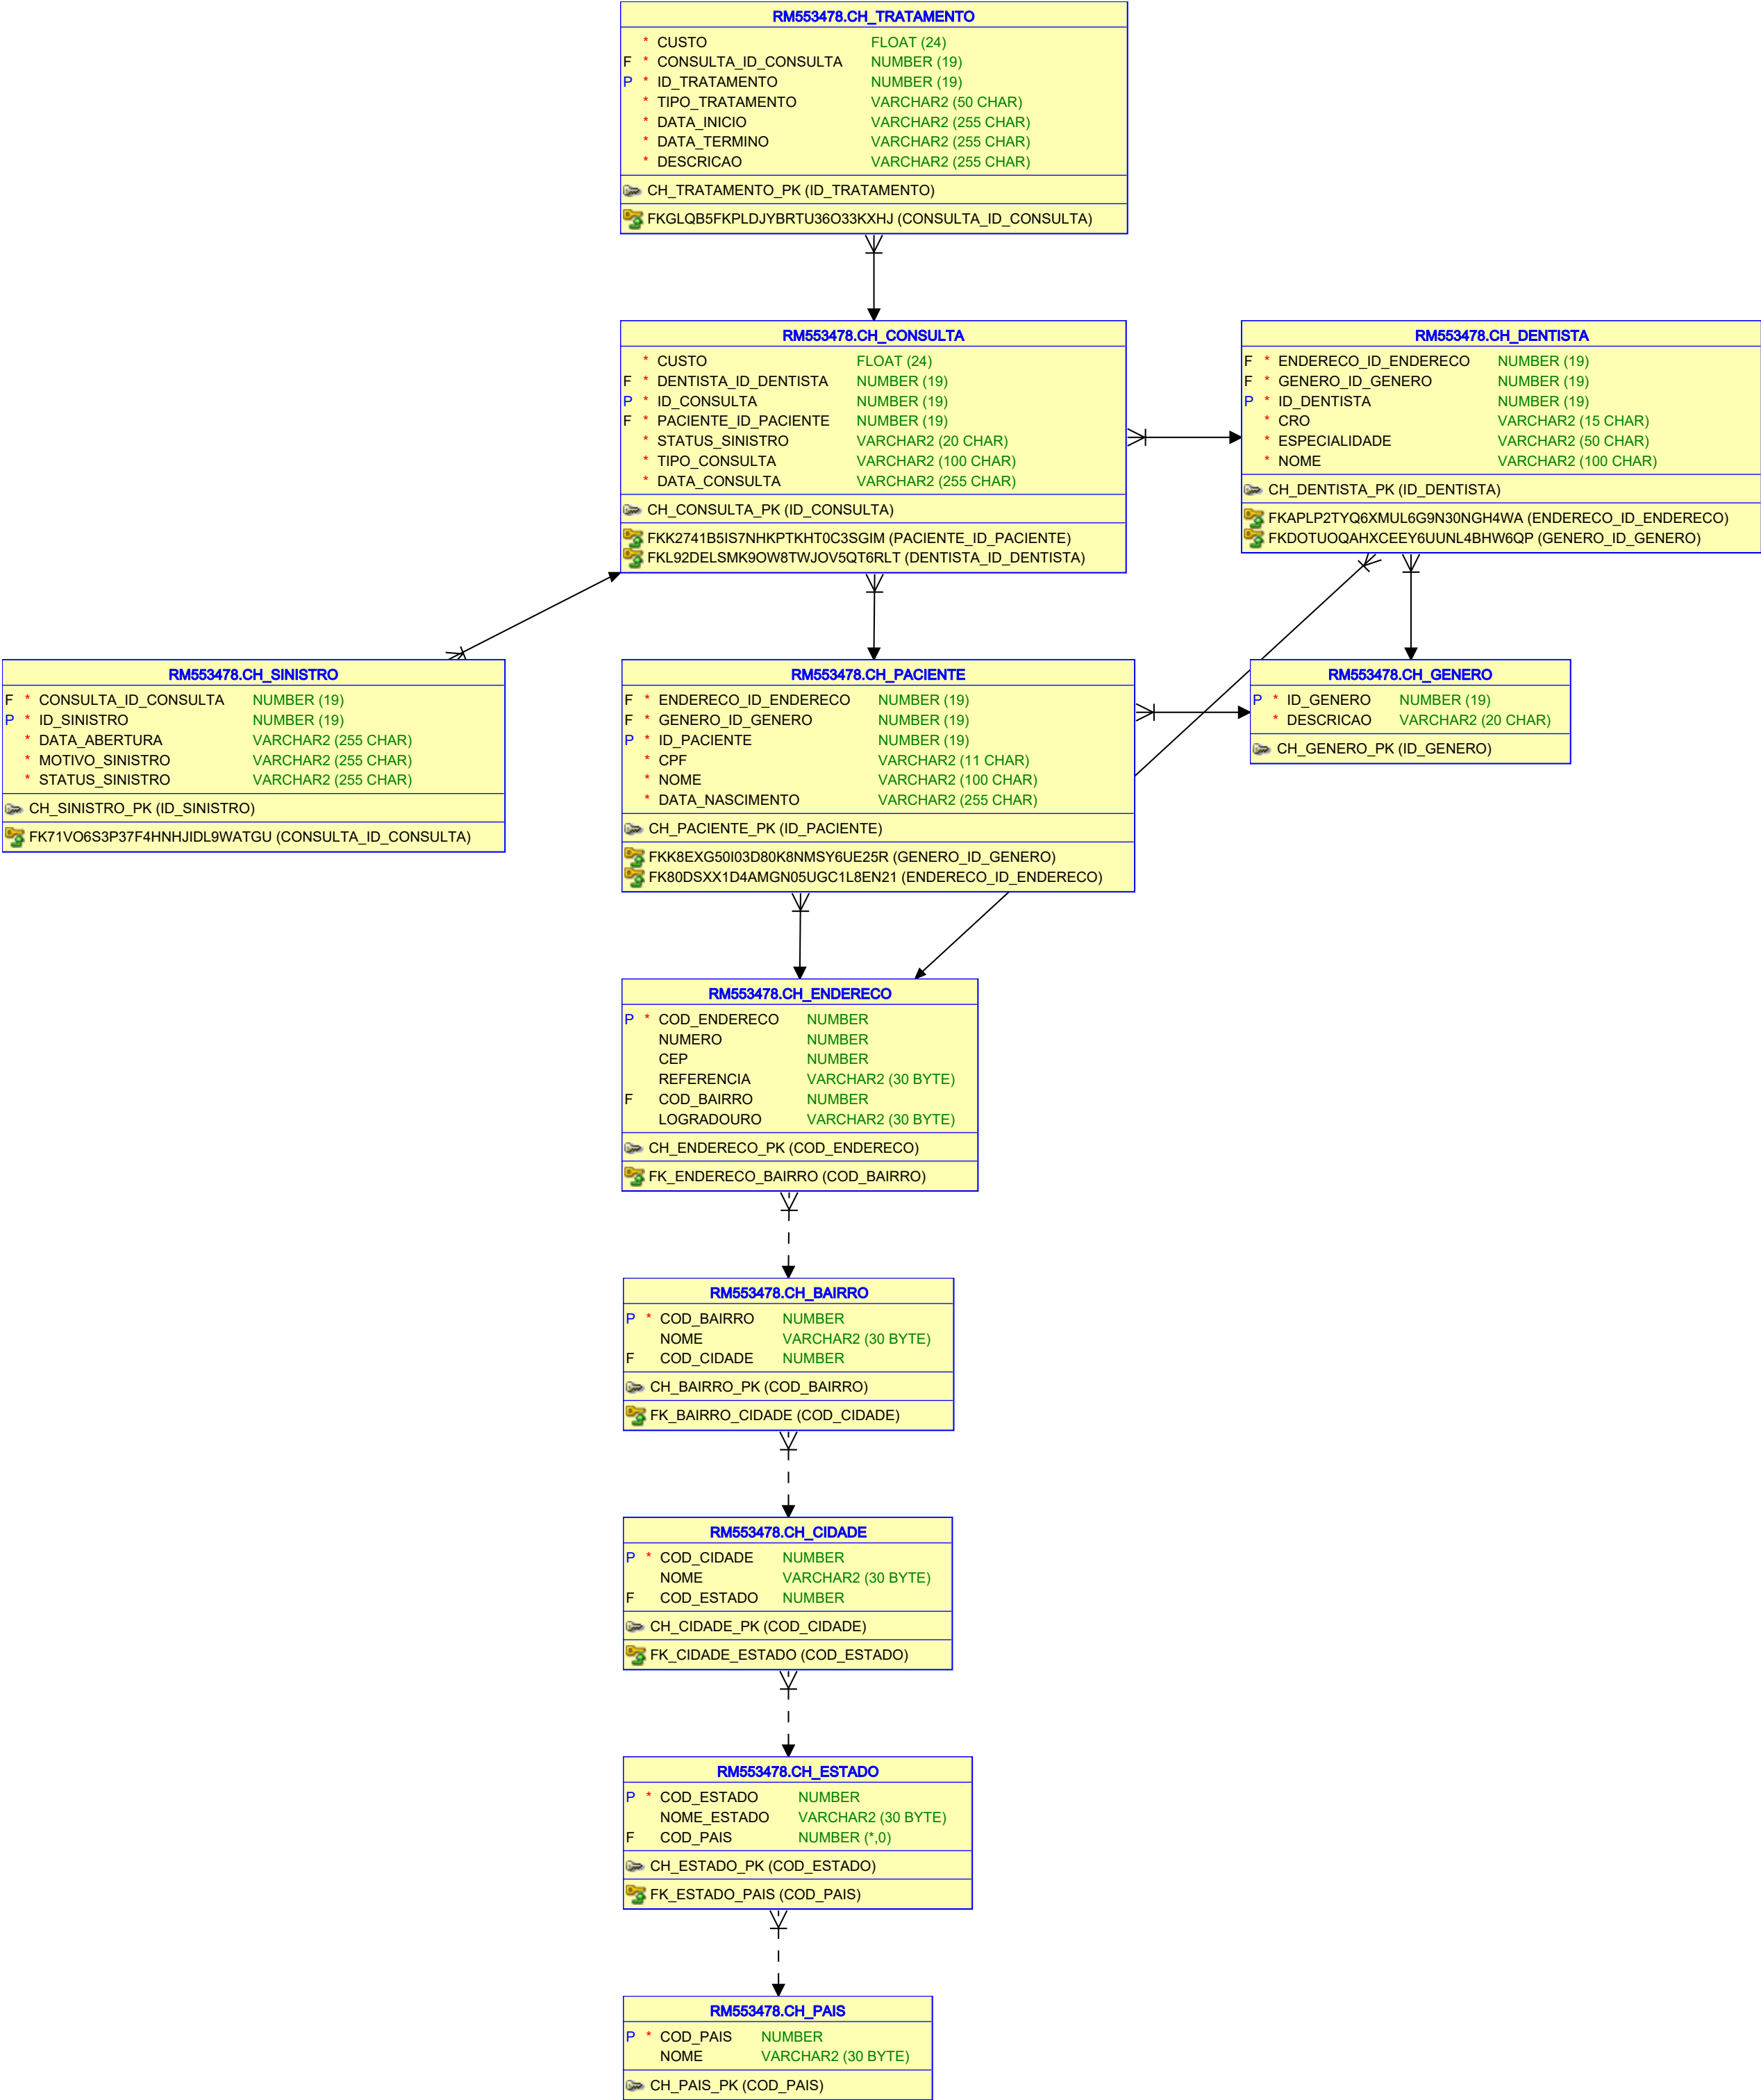 RM553478.CH_TRATAMENTO
* CUSTO FLOAT (24)
F * CONSULTA_ID_CONSULTA NUMBER (19)
P * ID_TRATAMENTO NUMBER (19)
* TIPO_TRATAMENTO VARCHAR2 (50 CHAR)
* DATA_INICIO VARCHAR2 (255 CHAR)
* DATA_TERMINO VARCHAR2 (255 CHAR)
* DESCRICAO VARCHAR2 (255 CHAR)
CH_TRATAMENTO_PK (ID_TRATAMENTO)
FKGLQB5FKPLDJYBRTU36O33KXHJ (CONSULTA_ID_CONSULTA)
RM553478.CH_CONSULTA
* CUSTO FLOAT (24)
F * DENTISTA_ID_DENTISTA NUMBER (19)
P * ID_CONSULTA NUMBER (19)
F * PACIENTE_ID_PACIENTE NUMBER (19)
* STATUS_SINISTRO VARCHAR2 (20 CHAR)
* TIPO_CONSULTA VARCHAR2 (100 CHAR)
* DATA_CONSULTA VARCHAR2 (255 CHAR)
CH_CONSULTA_PK (ID_CONSULTA)
FKK2741B5IS7NHKPTKHT0C3SGIM (PACIENTE_ID_PACIENTE)
FKL92DELSMK9OW8TWJOV5QT6RLT (DENTISTA_ID_DENTISTA)
RM553478.CH_DENTISTA
F * ENDERECO_ID_ENDERECO NUMBER (19)
F * GENERO_ID_GENERO NUMBER (19)
P * ID_DENTISTA NUMBER (19)
* CRO VARCHAR2 (15 CHAR)
* ESPECIALIDADE VARCHAR2 (50 CHAR)
* NOME VARCHAR2 (100 CHAR)
CH_DENTISTA_PK (ID_DENTISTA)
FKAPLP2TYQ6XMUL6G9N30NGH4WA (ENDERECO_ID_ENDERECO)
FKDOTUOQAHXCEEY6UUNL4BHW6QP (GENERO_ID_GENERO)
RM553478.CH_SINISTRO
F * CONSULTA_ID_CONSULTA NUMBER (19)
P * ID_SINISTRO NUMBER (19)
* DATA_ABERTURA VARCHAR2 (255 CHAR)
* MOTIVO_SINISTRO VARCHAR2 (255 CHAR)
* STATUS_SINISTRO VARCHAR2 (255 CHAR)
CH_SINISTRO_PK (ID_SINISTRO)
FK71VO6S3P37F4HNHJIDL9WATGU (CONSULTA_ID_CONSULTA)
RM553478.CH_PACIENTE
F * ENDERECO_ID_ENDERECO NUMBER (19)
F * GENERO_ID_GENERO NUMBER (19)
P * ID_PACIENTE NUMBER (19)
* CPF VARCHAR2 (11 CHAR)
* NOME VARCHAR2 (100 CHAR)
* DATA_NASCIMENTO VARCHAR2 (255 CHAR)
CH_PACIENTE_PK (ID_PACIENTE)
FKK8EXG50I03D80K8NMSY6UE25R (GENERO_ID_GENERO)
FK80DSXX1D4AMGN05UGC1L8EN21 (ENDERECO_ID_ENDERECO)
RM553478.CH_GENERO
P * ID_GENERO NUMBER (19)
* DESCRICAO VARCHAR2 (20 CHAR)
CH_GENERO_PK (ID_GENERO)
RM553478.CH_ENDERECO
P * COD_ENDERECO NUMBER
NUMERO NUMBER
CEP NUMBER
REFERENCIA VARCHAR2 (30 BYTE)
F COD_BAIRRO NUMBER
LOGRADOURO VARCHAR2 (30 BYTE)
CH_ENDERECO_PK (COD_ENDERECO)
FK_ENDERECO_BAIRRO (COD_BAIRRO)
RM553478.CH_BAIRRO
P * COD_BAIRRO NUMBER
NOME VARCHAR2 (30 BYTE)
F COD_CIDADE NUMBER
CH_BAIRRO_PK (COD_BAIRRO)
FK_BAIRRO_CIDADE (COD_CIDADE)
RM553478.CH_CIDADE
P * COD_CIDADE NUMBER
NOME VARCHAR2 (30 BYTE)
F COD_ESTADO NUMBER
CH_CIDADE_PK (COD_CIDADE)
FK_CIDADE_ESTADO (COD_ESTADO)
RM553478.CH_ESTADO
P * COD_ESTADO NUMBER
NOME_ESTADO VARCHAR2 (30 BYTE)
F COD_PAIS NUMBER (*,0)
CH_ESTADO_PK (COD_ESTADO)
FK_ESTADO_PAIS (COD_PAIS)
RM553478.CH_PAIS
P * COD_PAIS NUMBER
NOME VARCHAR2 (30 BYTE)
CH_PAIS_PK (COD_PAIS)